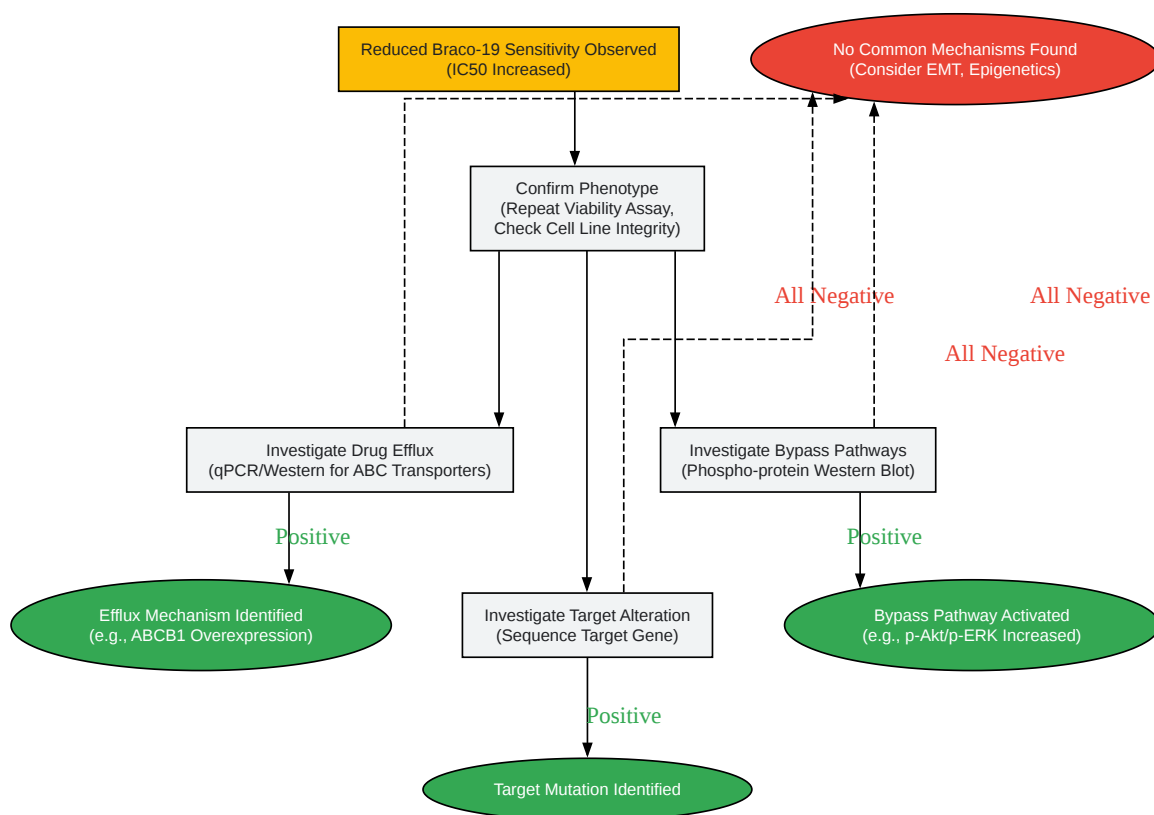 Reduced Braco-19 Sensitivity Observed
(IC50 Increased)
No Common Mechanisms Found
(Consider EMT, Epigenetics)
Confirm Phenotype
(Repeat Viability Assay,
Check Cell Line Integrity)
All Negative
All Negative
All Negative
Investigate Drug Efflux
(qPCR/Western for ABC Transporters)
Investigate Bypass Pathways
(Phospho-protein Western Blot)
Positive
Positive
Efflux Mechanism Identified
(e.g., ABCB1 Overexpression)
Investigate Target Alteration
(Sequence Target Gene)
Bypass Pathway Activated
(e.g., p-Akt/p-ERK Increased)
Positive
Target Mutation Identified